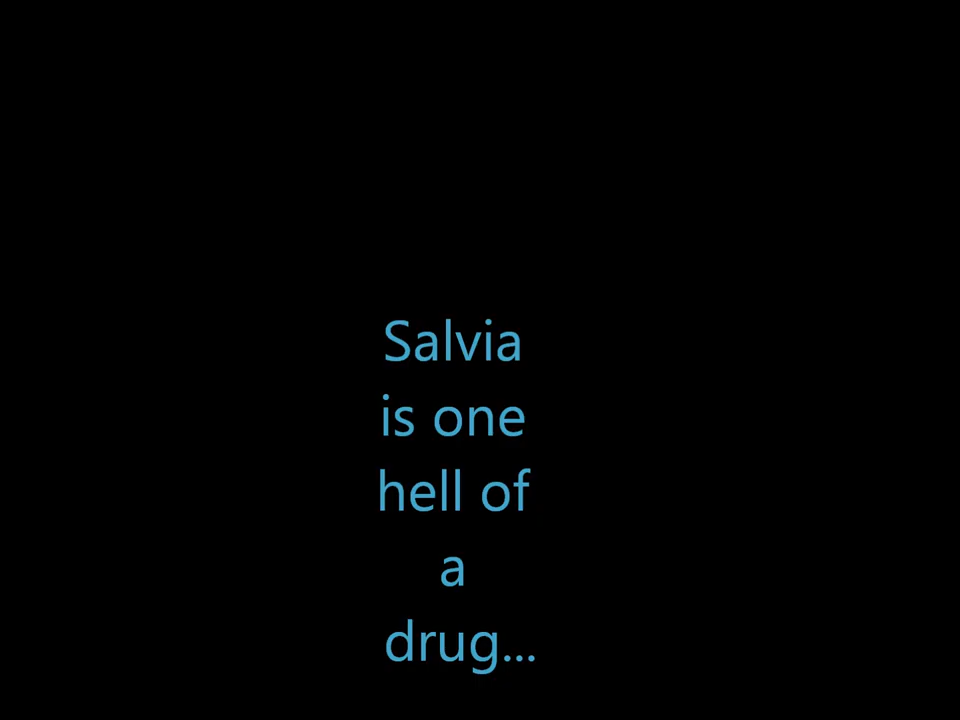 Salvia
is one
hell of
a
drug...